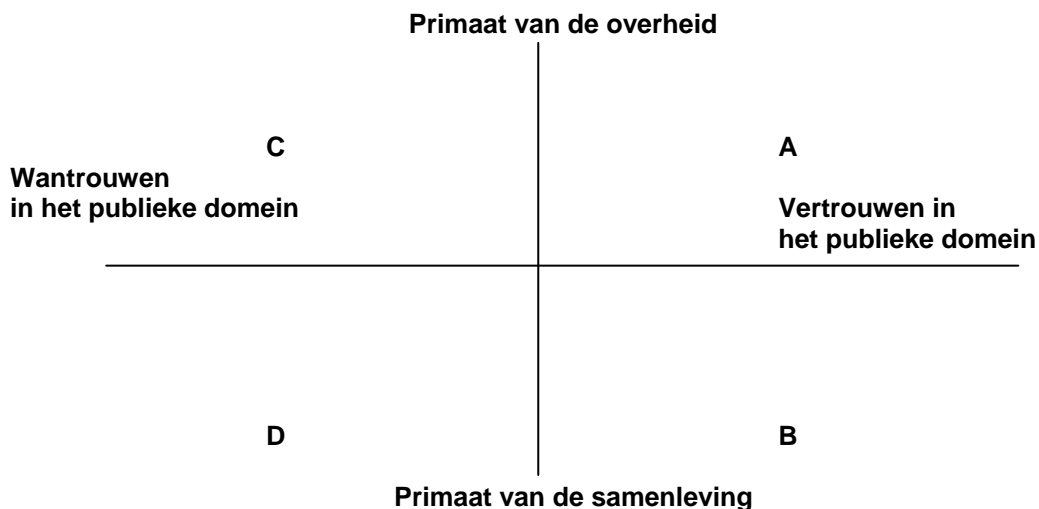 Primaat van de overheid
C
A
Wantrouwen
in het publieke domein
Vertrouwen in
het publieke domein
D
B
Primaat van de samenleving